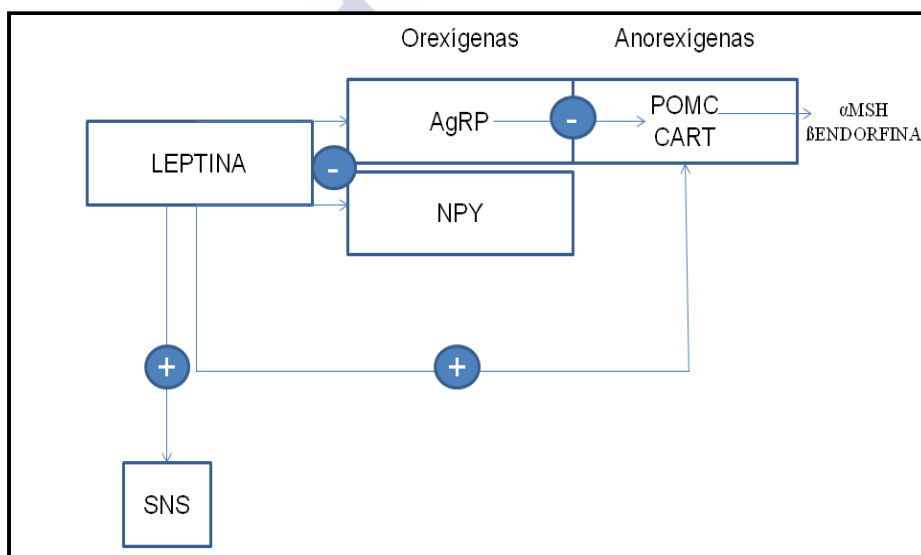 Orexígenas
Anorexígenas
AgRP
-
POMC
CART
αMSH
βENDORFINA
LEPTINA
-
NPY
+
+
SNS